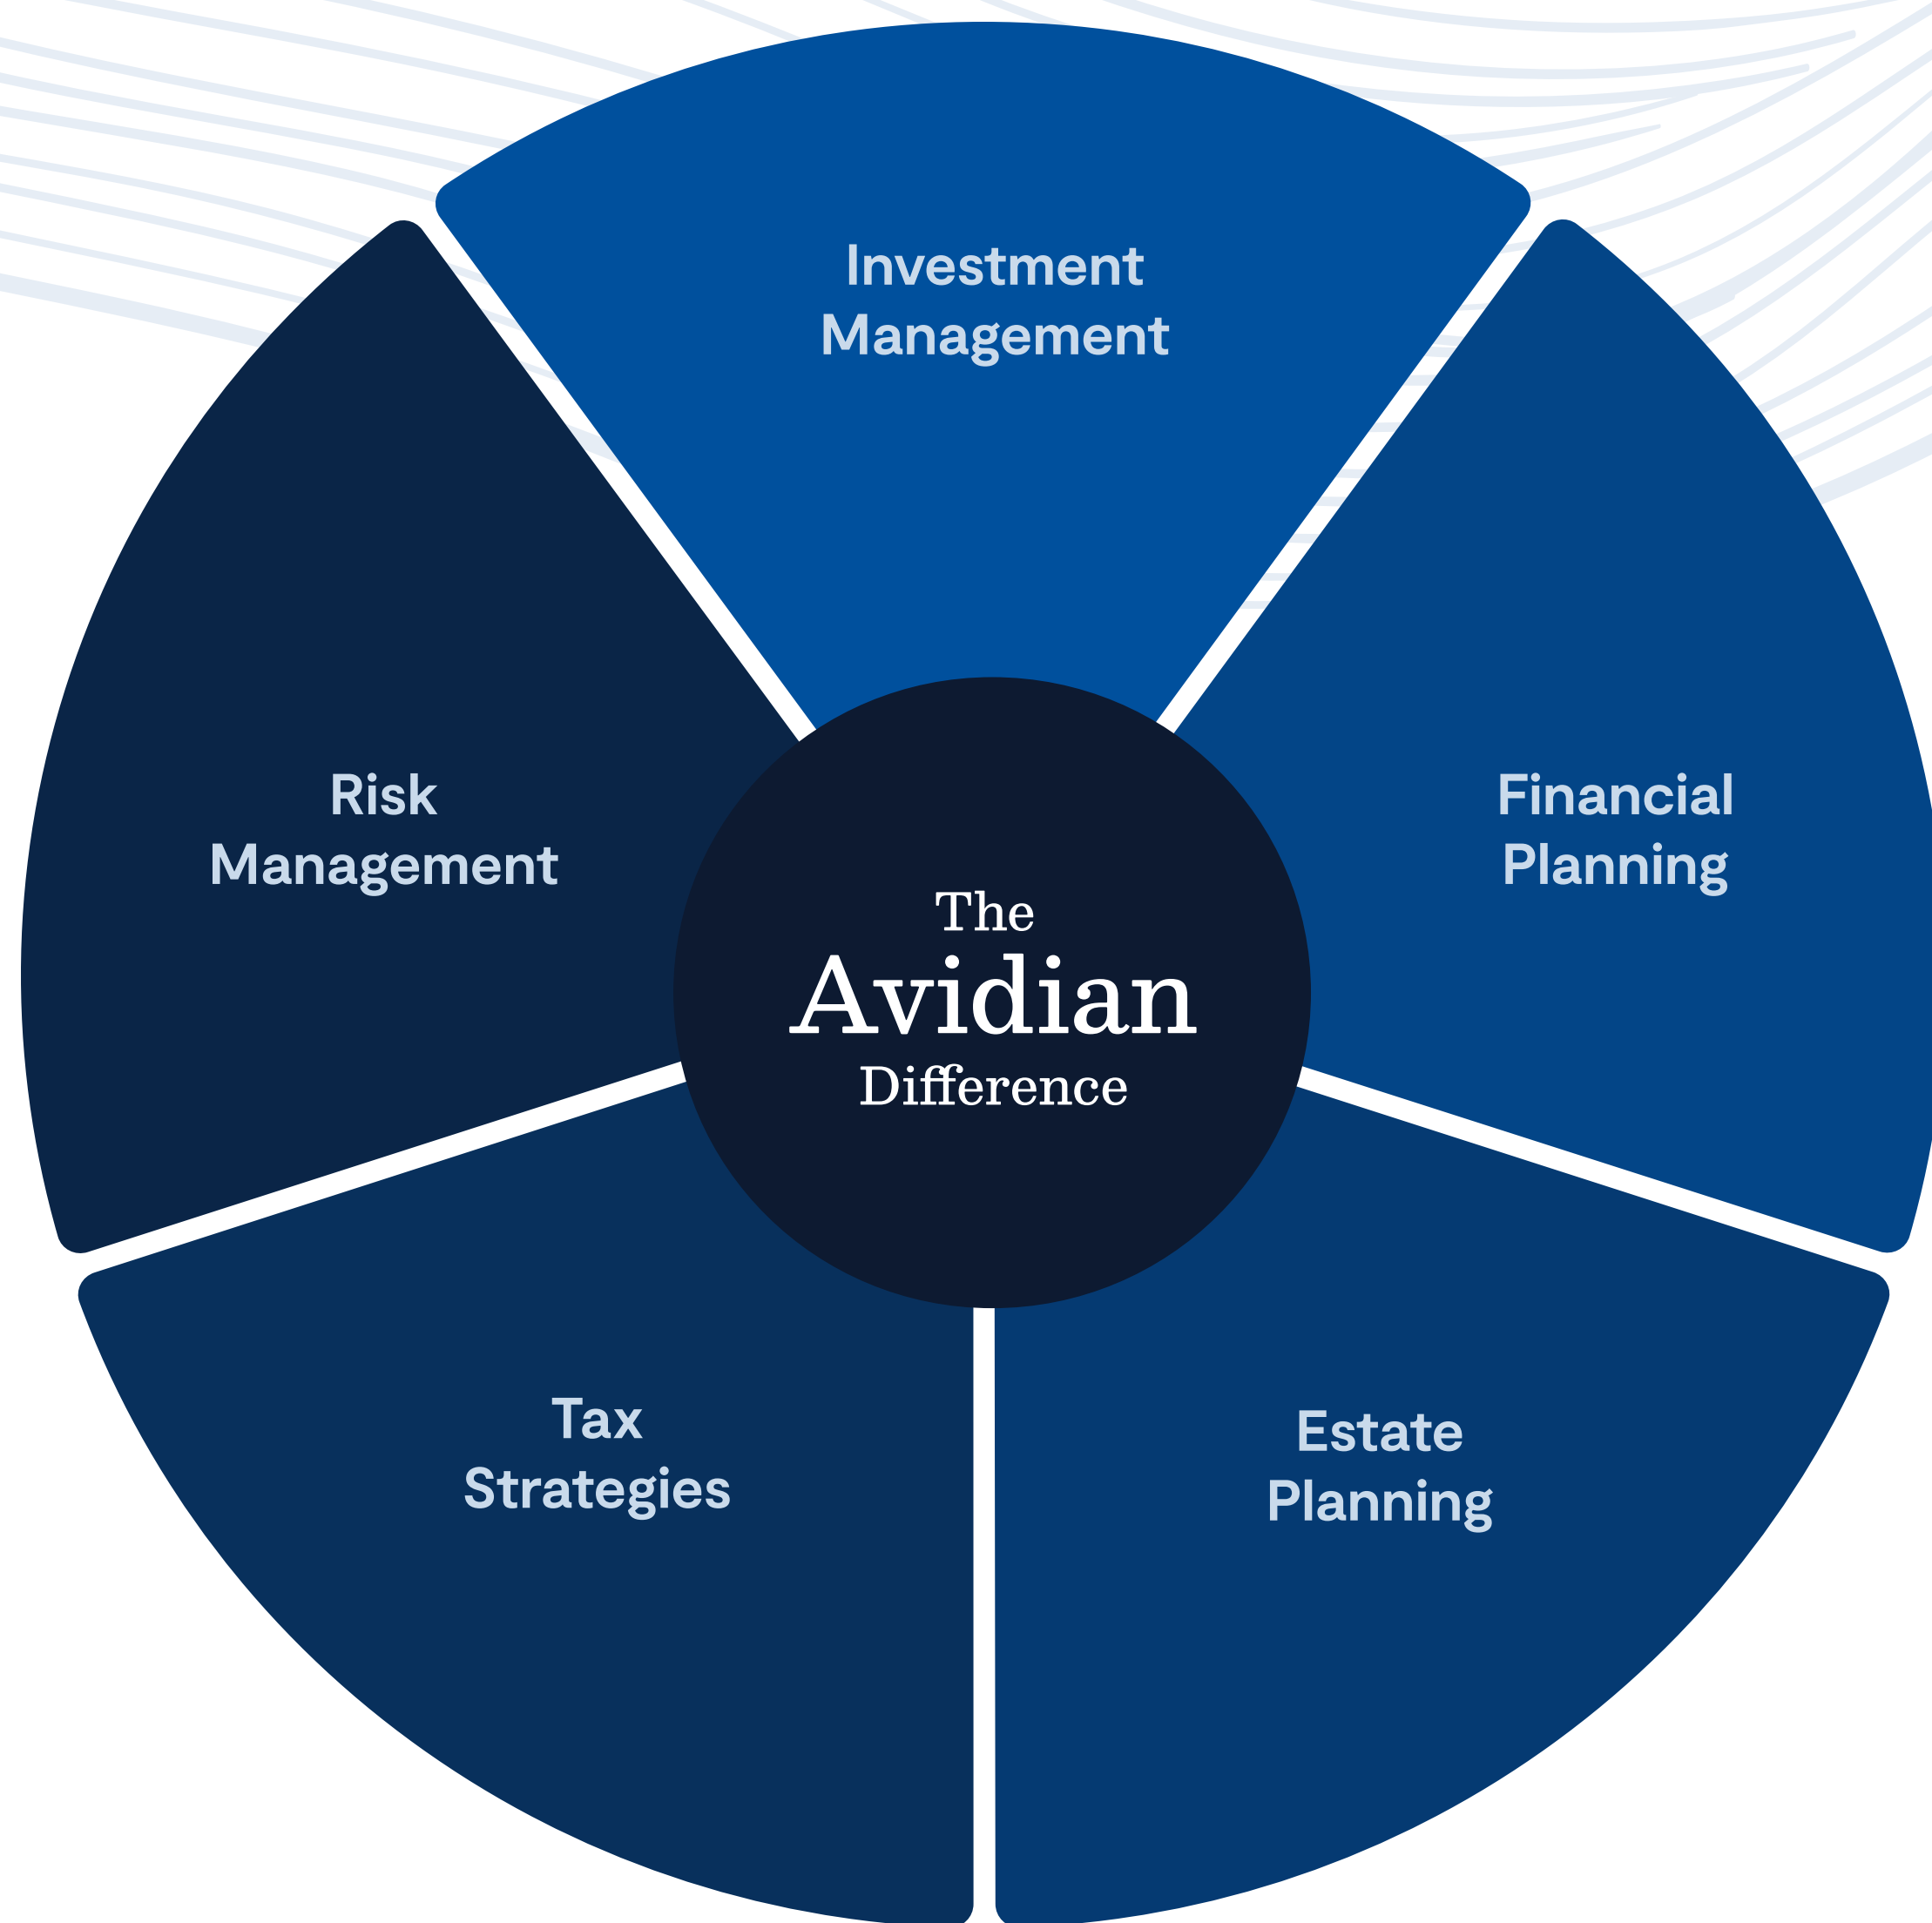 Investment
Management
Risk
Management
Financial
Planning
The
Avidian
Difference
Tax
Strategies
Estate
Planning